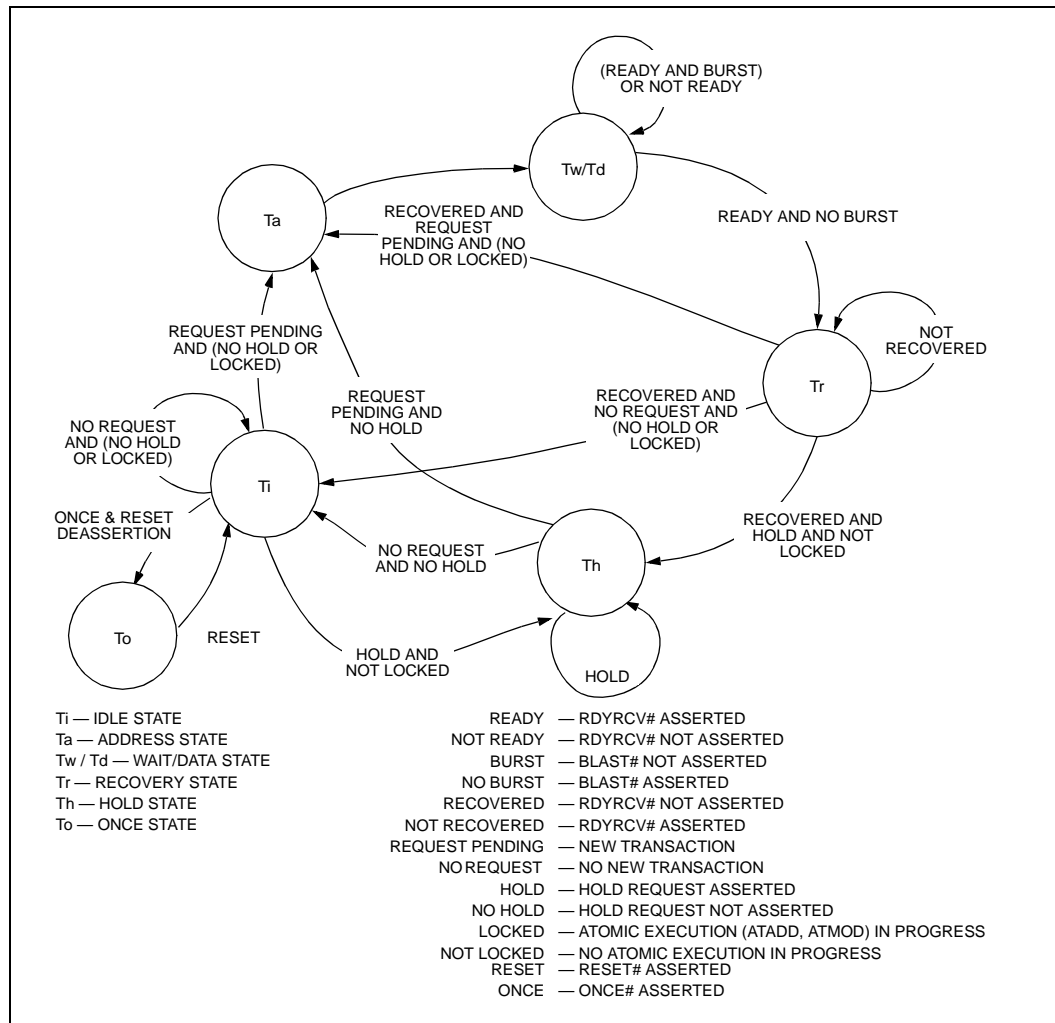 (READY AND BURST)
OR NOT READY
Tw/Td
Ta
RECOVERED AND
REQUEST
PENDING AND (NO
HOLD OR LOCKED)
READY AND NO BURST
REQUEST PENDING
AND (NO HOLD OR
LOCKED)
NOT
RECOVERED
Tr
REQUEST
PENDING AND
NO HOLD
RECOVERED AND
NO REQUEST AND
(NO HOLD OR
LOCKED)
NO REQUEST
AND (NO HOLD
OR LOCKED)
Ti
ONCE & RESET
DEASSERTION
RECOVERED AND
HOLD AND NOT
LOCKED
NO REQUEST
AND NO HOLD
Th
To
RESET
HOLD AND
NOT LOCKED
HOLD
Ti — IDLE STATE
Ta — ADDRESS STATE
Tw / Td — WAIT/DATA STATE
Tr — RECOVERY STATE
Th — HOLD STATE
To — ONCE STATE
READY — RDYRCV# ASSERTED
NOT READY — RDYRCV# NOT ASSERTED
BURST — BLAST# NOT ASSERTED
NO BURST — BLAST# ASSERTED
RECOVERED — RDYRCV# NOT ASSERTED
NOT RECOVERED — RDYRCV# ASSERTED
REQUEST PENDING — NEW TRANSACTION
NO REQUEST — NO NEW TRANSACTION
HOLD — HOLD REQUEST ASSERTED
NO HOLD — HOLD REQUEST NOT ASSERTED
LOCKED — ATOMIC EXECUTION (ATADD, ATMOD) IN PROGRESS
NOT LOCKED — NO ATOMIC EXECUTION IN PROGRESS
RESET — RESET# ASSERTED
ONCE — ONCE# ASSERTED